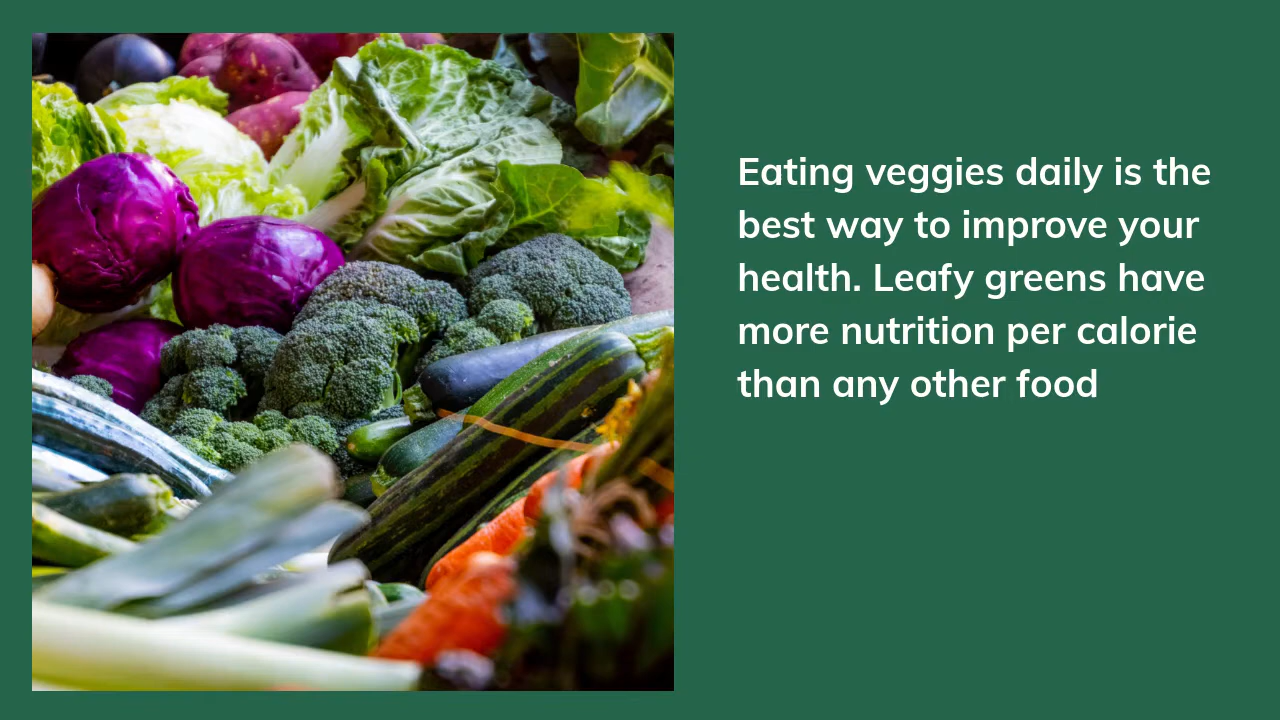 Eating veggies daily is the
best way to improve your
health. Leafy greens have
more nutrition per calorie
than any other food